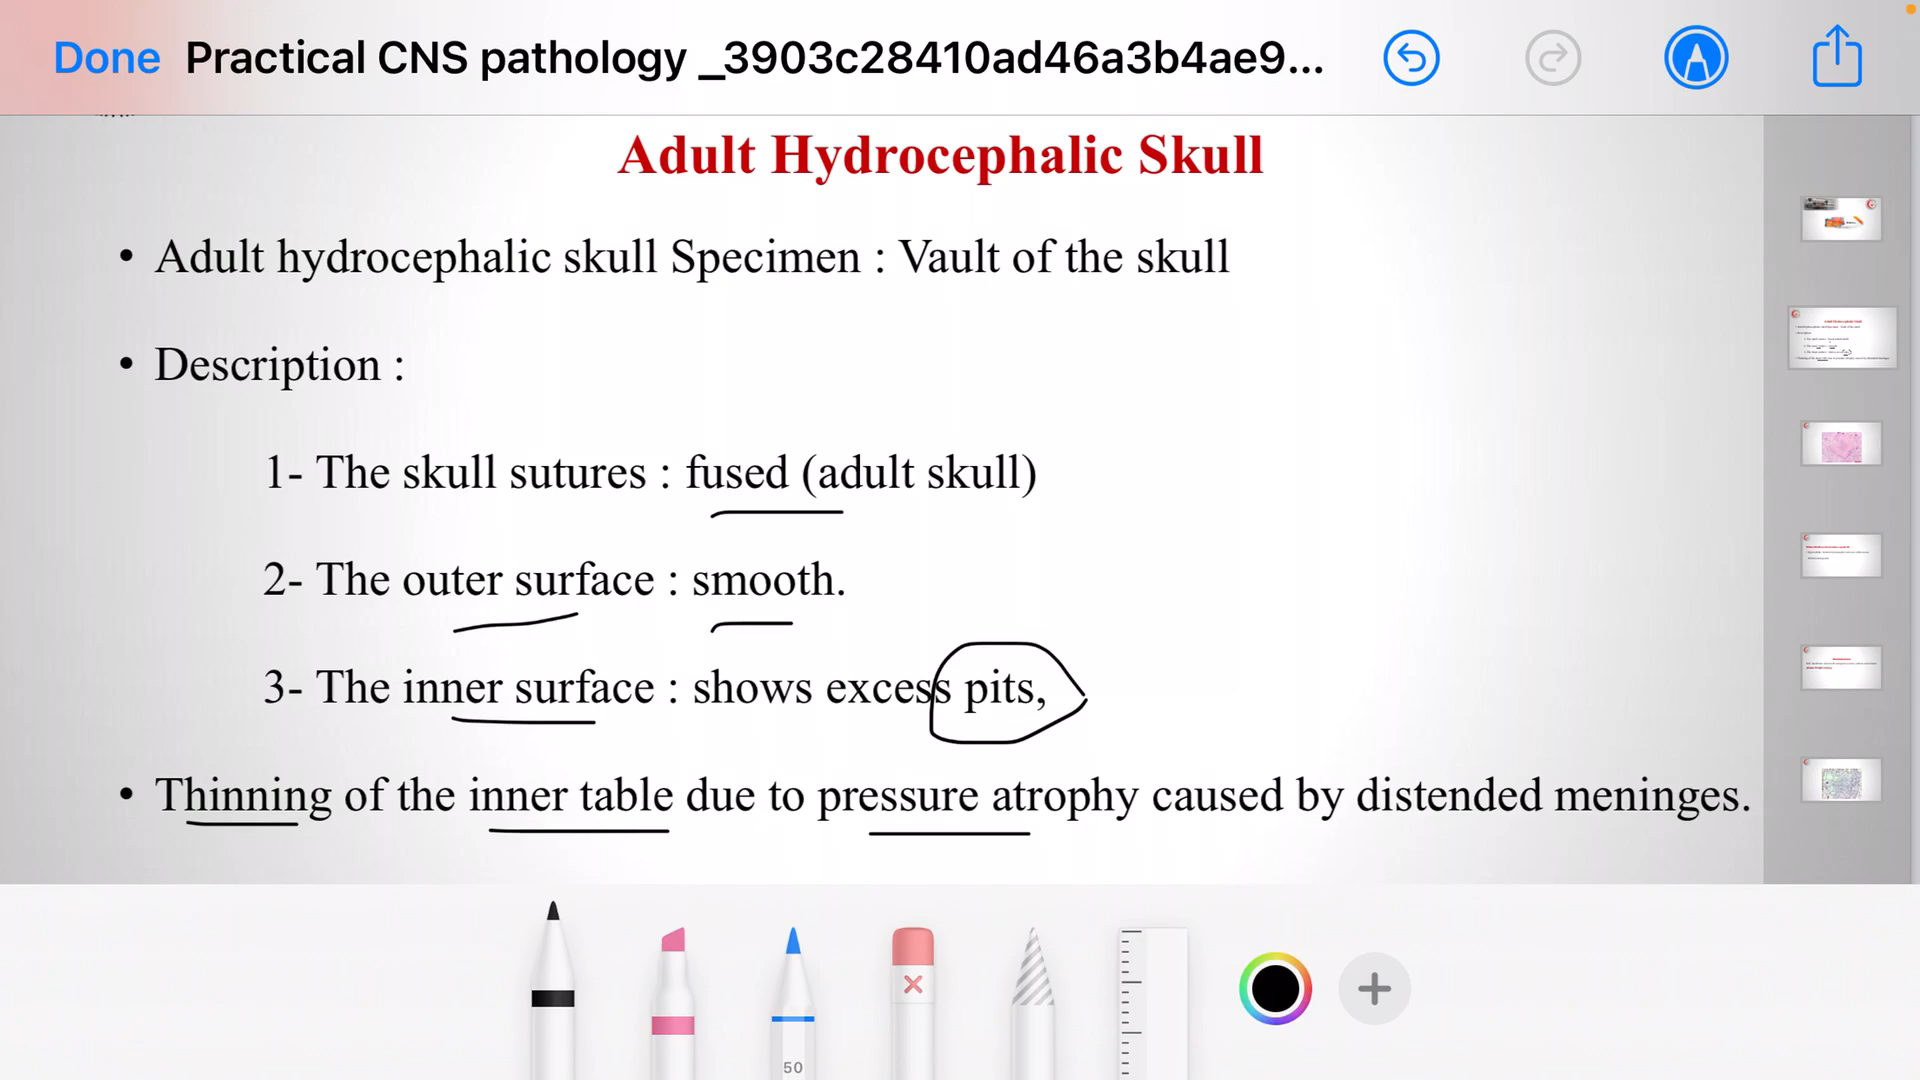 Done Practical CNS pathology _3903c28410ad46a3b4ae9...
Adult Hydrocephalic Skull
• Adult hydrocephalic skull Specimen : Vault of the skull
• Description :
1- The skull sutures : fused (adult skull)
2- The outer surface : smooth.
3- The inner surface : shows excess pits,
• Thinning of the inner table due to pressure atrophy caused by distended meninges.
50